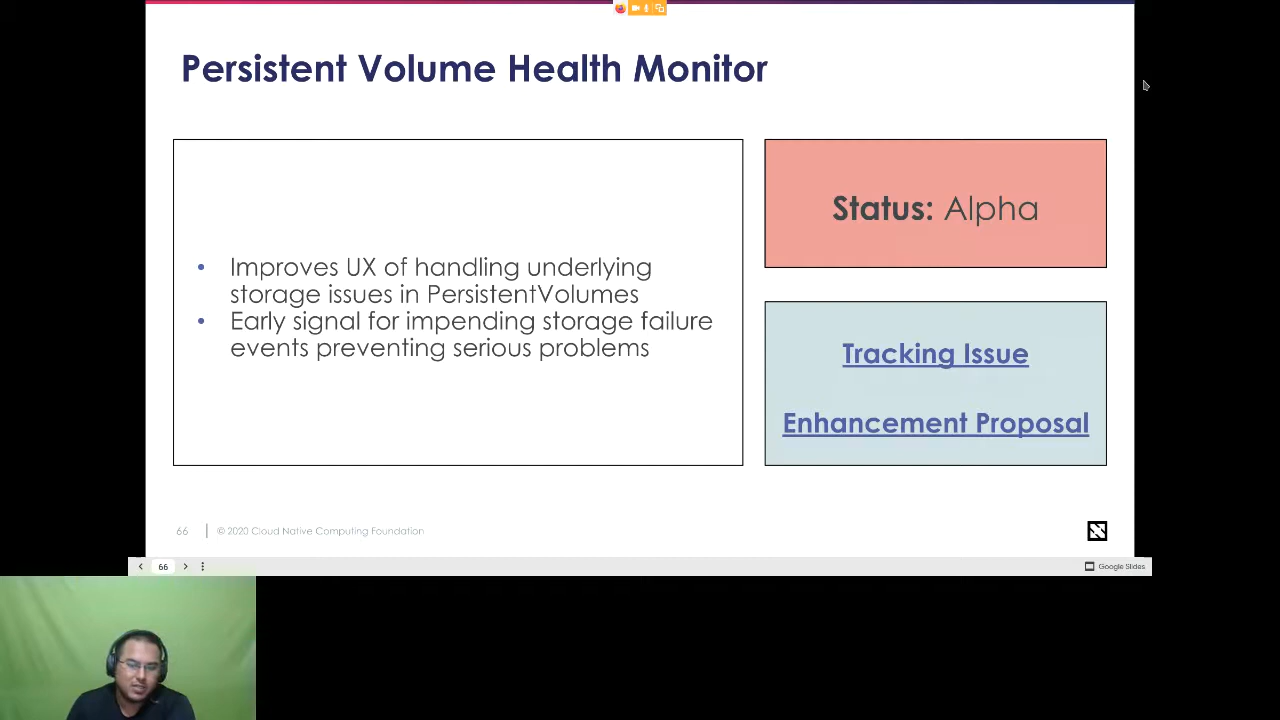 Persistent Volume Health Monitor
• Improves UX of handling underlying
storage issues in PersistentVolumes
• Early signal for impending storage failure
events preventing serious problems
Status: Alpha
Tracking Issue
Enhancement Proposal
66
© 2020 Cloud Native Computing Foundation
66
Google Slides